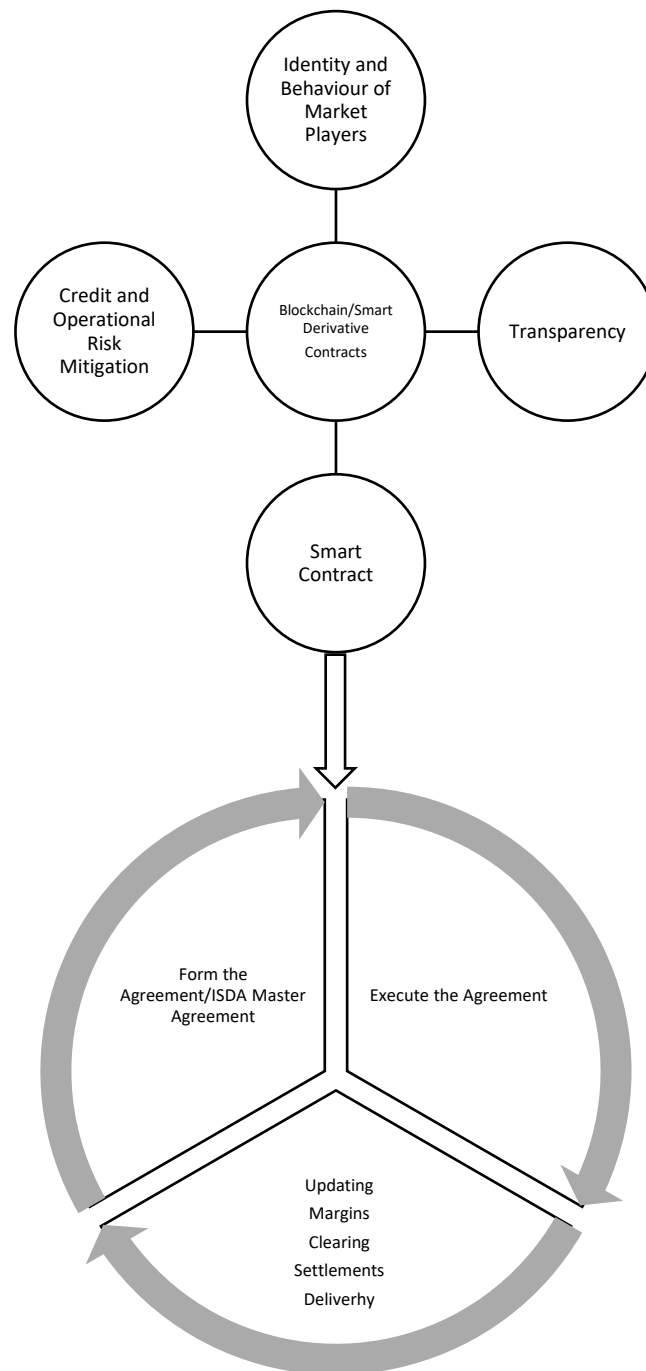 Identity and
Behaviour of
Market
Players
Credit and
Operational
Risk
Mitigation
Blockchain/Smart
Derivative
Contracts
Transparency
Smart
Contract
Form the
Agreement/ISDA Master
Agreement
Execute the Agreement
Updating
Margins
Clearing
Settlements
Deliverhy